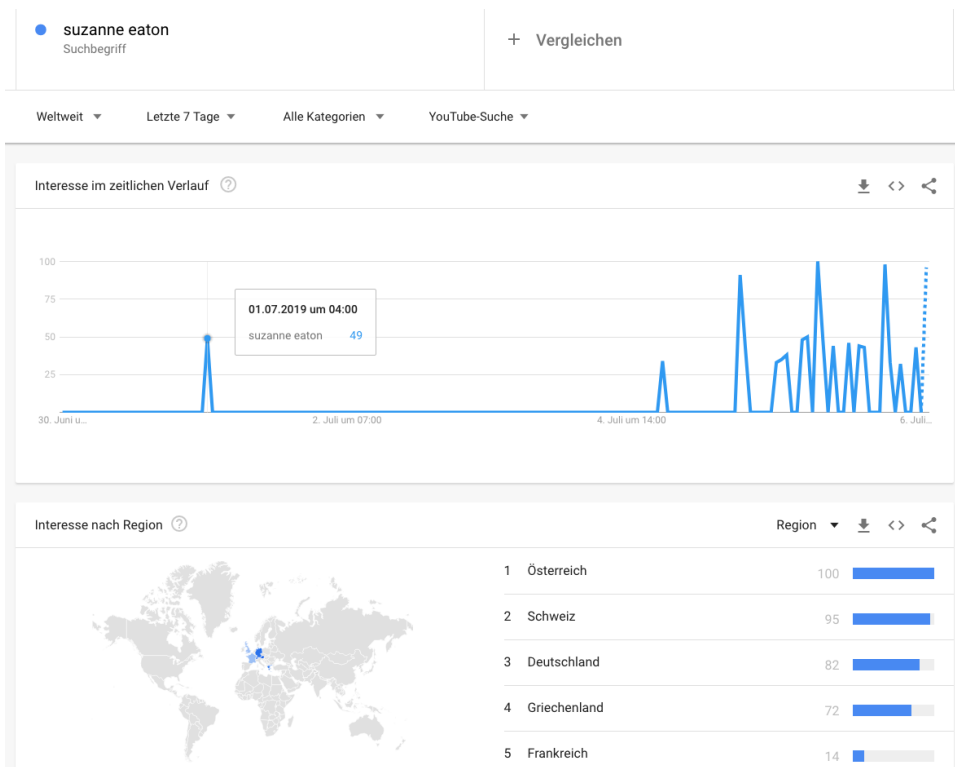 suzanne eaton
Suchbegriff
+ Vergleichen
Weltweit
Letzte 7 Tage
Alle Kategorien
YouTube-Suche
Interesse im zeitlichen Verlauf ?
100
75
50
25
01.07.2019 um 04:00
suzanne eaton 49
30. Juni u...
2. Juli um 07:00
4. Juli um 14:00
6. Juli...
Interesse nach Region ?
Region
1 Österreich 100
2 Schweiz 95
3 Deutschland 82
4 Griechenland 72
5 Frankreich 14